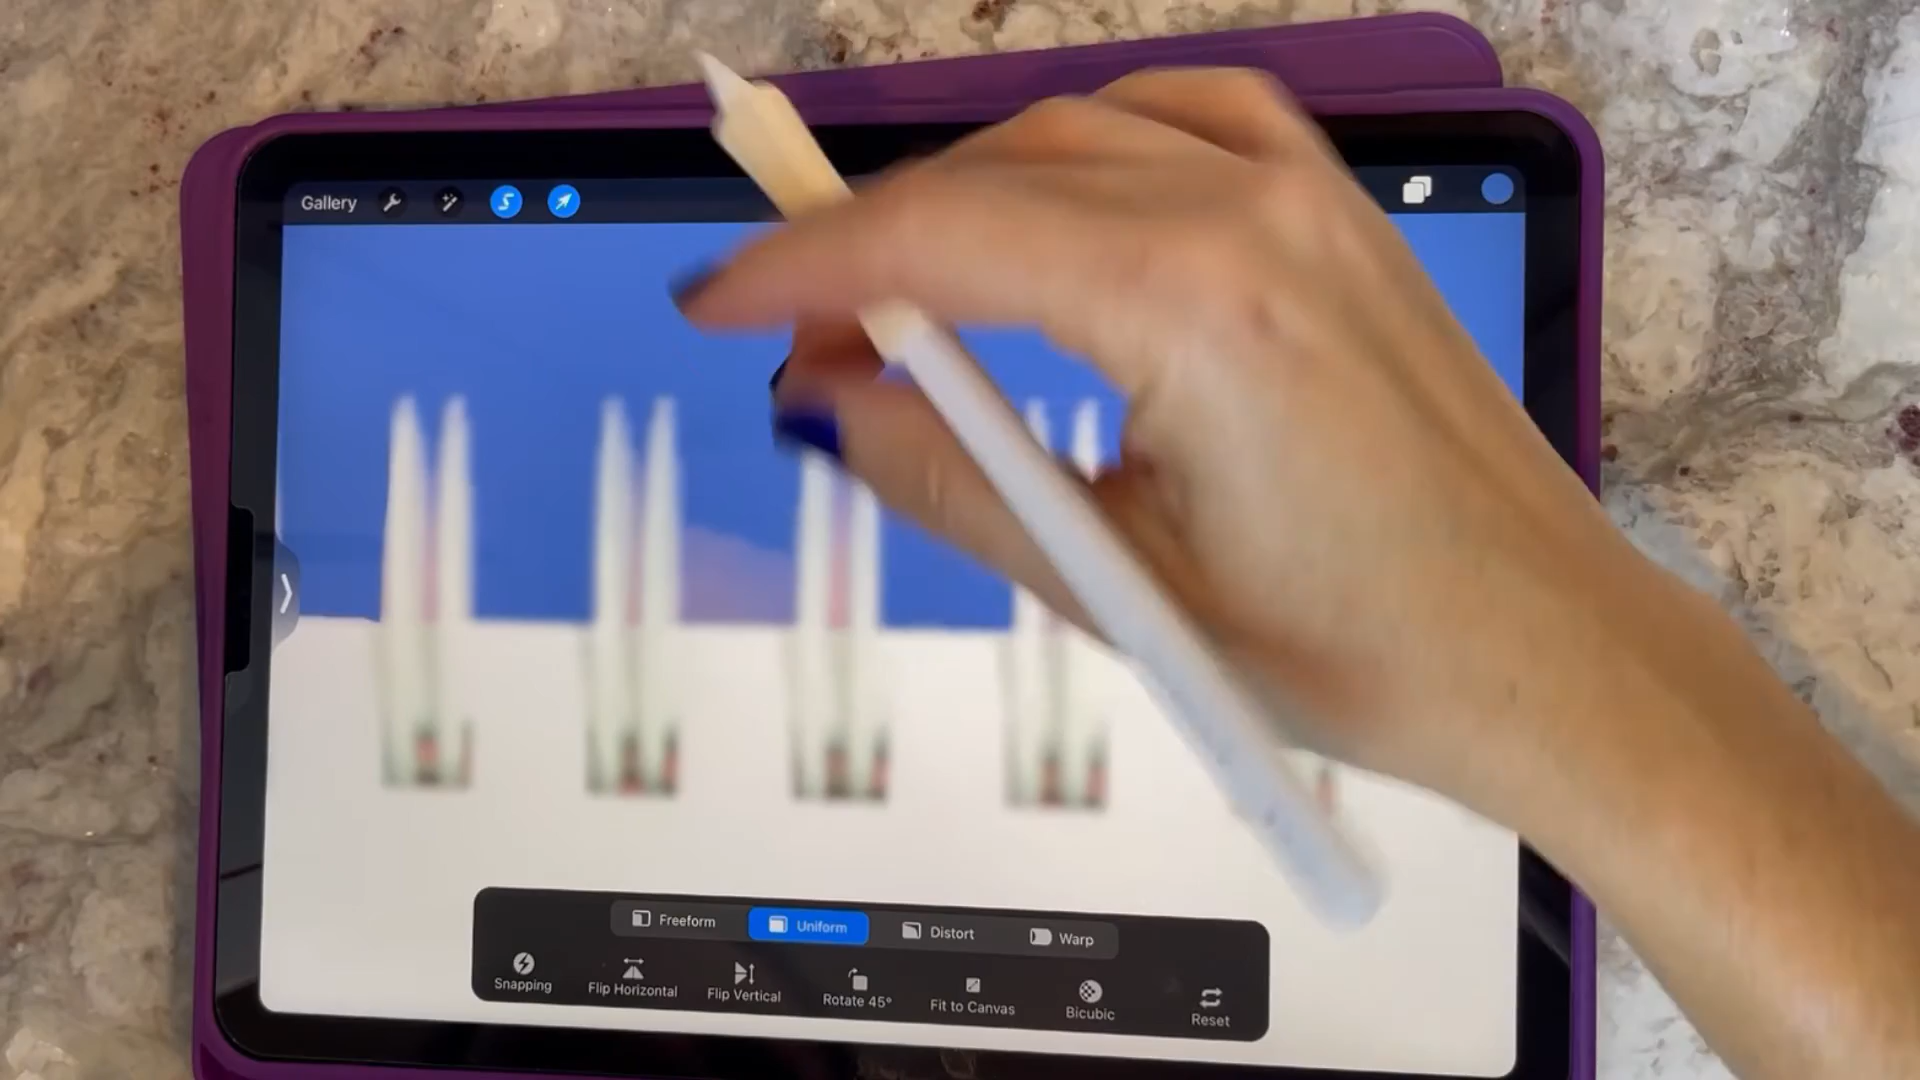 Gallery
Freeform Uniform Distort Warp
Snapping Flip Horizontal Flip Vertical Rotate 45° Fit to Canvas Bicubic Reset